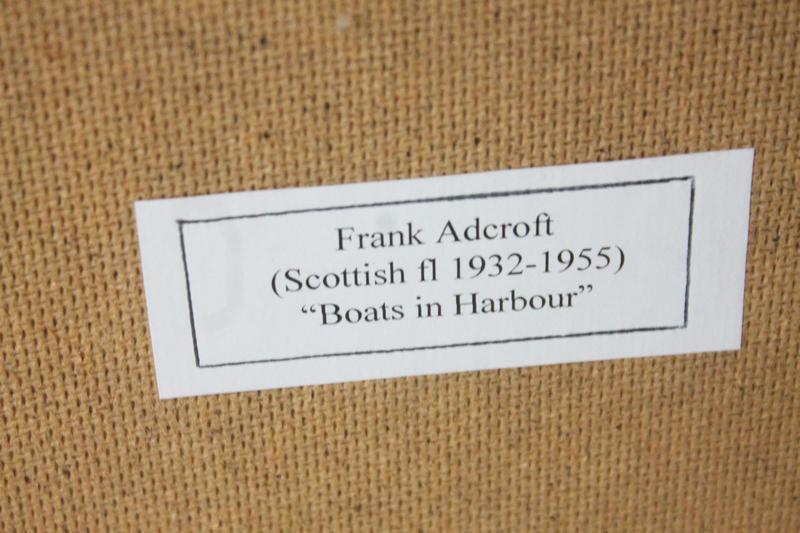 Frank Adcroft
(Scottish fl 1932-1955)
“Boats in Harbour”